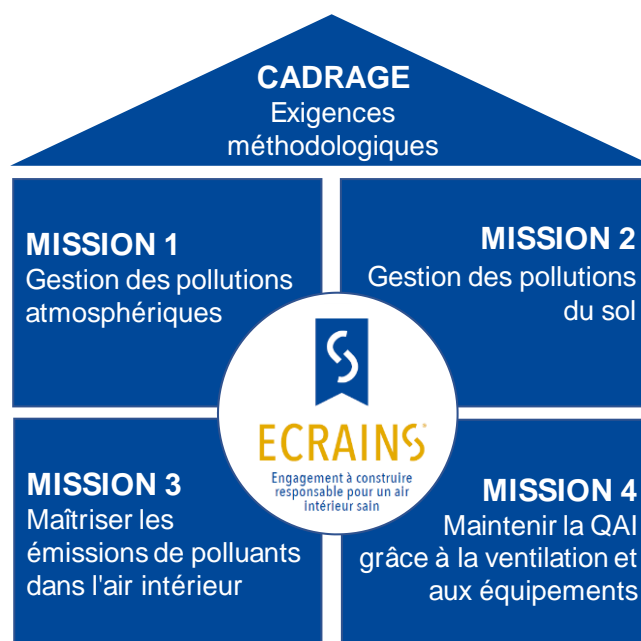 CADRAGE
Exigences
méthodologiques
MISSION 1
Gestion des pollutions
atmosphériques
MISSION 2
Gestion des pollutions
du sol
ECRAINS®
Engagement à construire
responsable pour un air
intérieur sain
MISSION 3
Maîtriser les
émissions de polluants
dans l'air intérieur
MISSION 4
Maintenir la QAI
grâce à la ventilation et
aux équipements